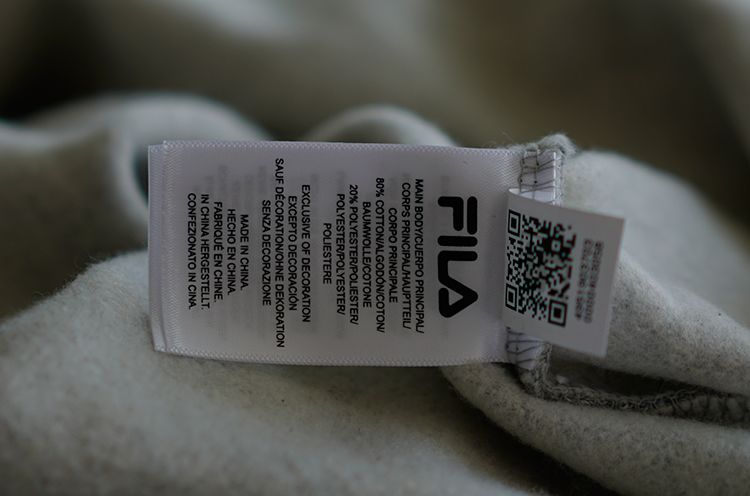 FILA
MAIN BODY/CUERPO PRINCIPAL/
CORPS PRINCIPAL/HAUPTTEIL/
CORPO PRINCIPALE
80% COTTON/ALGODÓN/COTON/
BAUMWOLLE/COTONE
20% POLYESTER/POLIESTER/
POLYESTER/POLYESTER/
POLIESTERE
EXCLUSIVE OF DECORATION
EXCEPTO DECORACIÓN
SAUF DÉCORATION/OHNE DEKORATION
SENZA DECORAZIONE
MADE IN CHINA.
HECHO EN CHINA.
FABRIQUÉ EN CHINE.
IN CHINA HERGESTELLT.
CONFEZIONATO IN CINA.